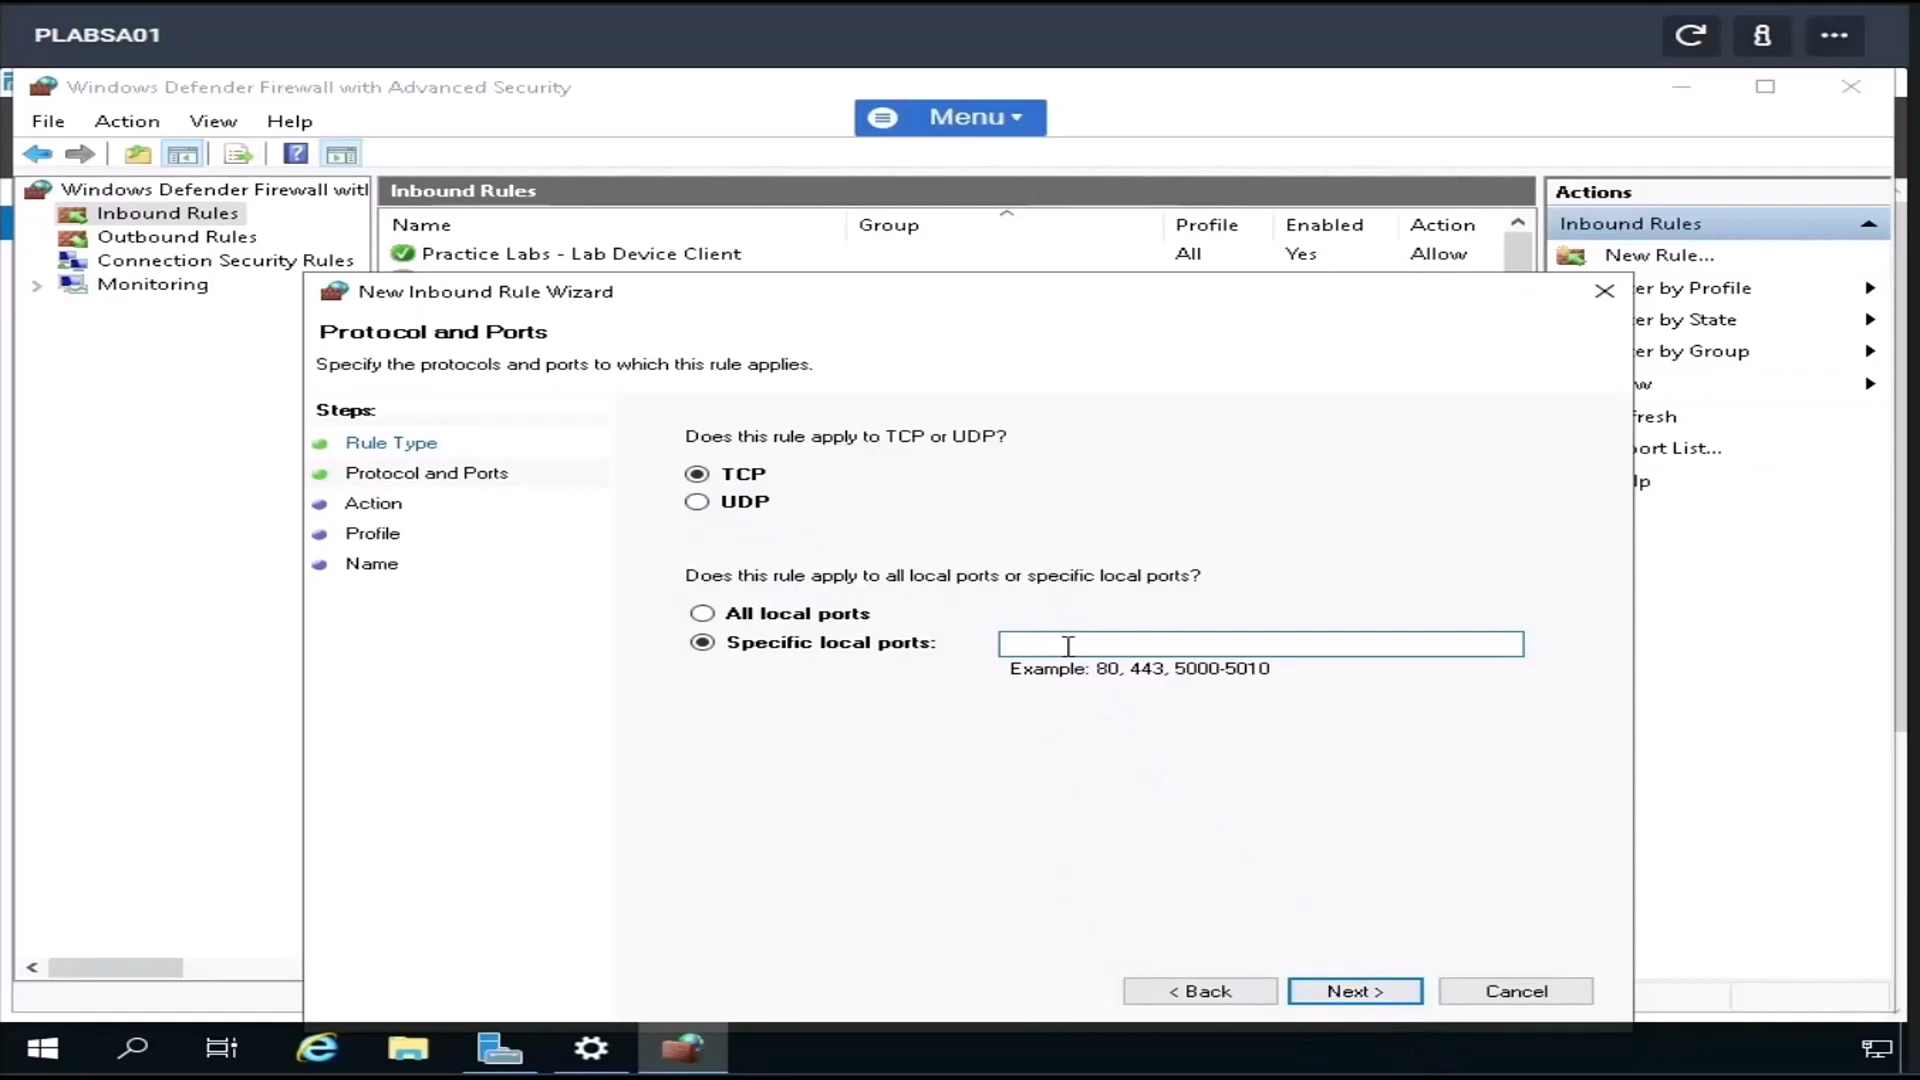 PLABSA01
Windows Defender Firewall with Advanced Security
File Action View Help
Menu
Windows Defender Firewall witl
Inbound Rules
Outbound Rules
Connection Security Rules
Monitoring
Inbound Rules
Name Group Profile Enabled Action
Practice Labs - Lab Device Client All Yes Allow
Actions
Inbound Rules
New Rule...
er by Profile
er by State
er by Group
w
fresh
ort List...
lp
New Inbound Rule Wizard
Protocol and Ports
Specify the protocols and ports to which this rule applies.
Steps:
Rule Type
Protocol and Ports
Action
Profile
Name
Does this rule apply to TCP or UDP?
TCP
UDP
Does this rule apply to all local ports or specific local ports?
All local ports
Specific local ports:
Example: 80, 443, 5000-5010
< Back Next > Cancel